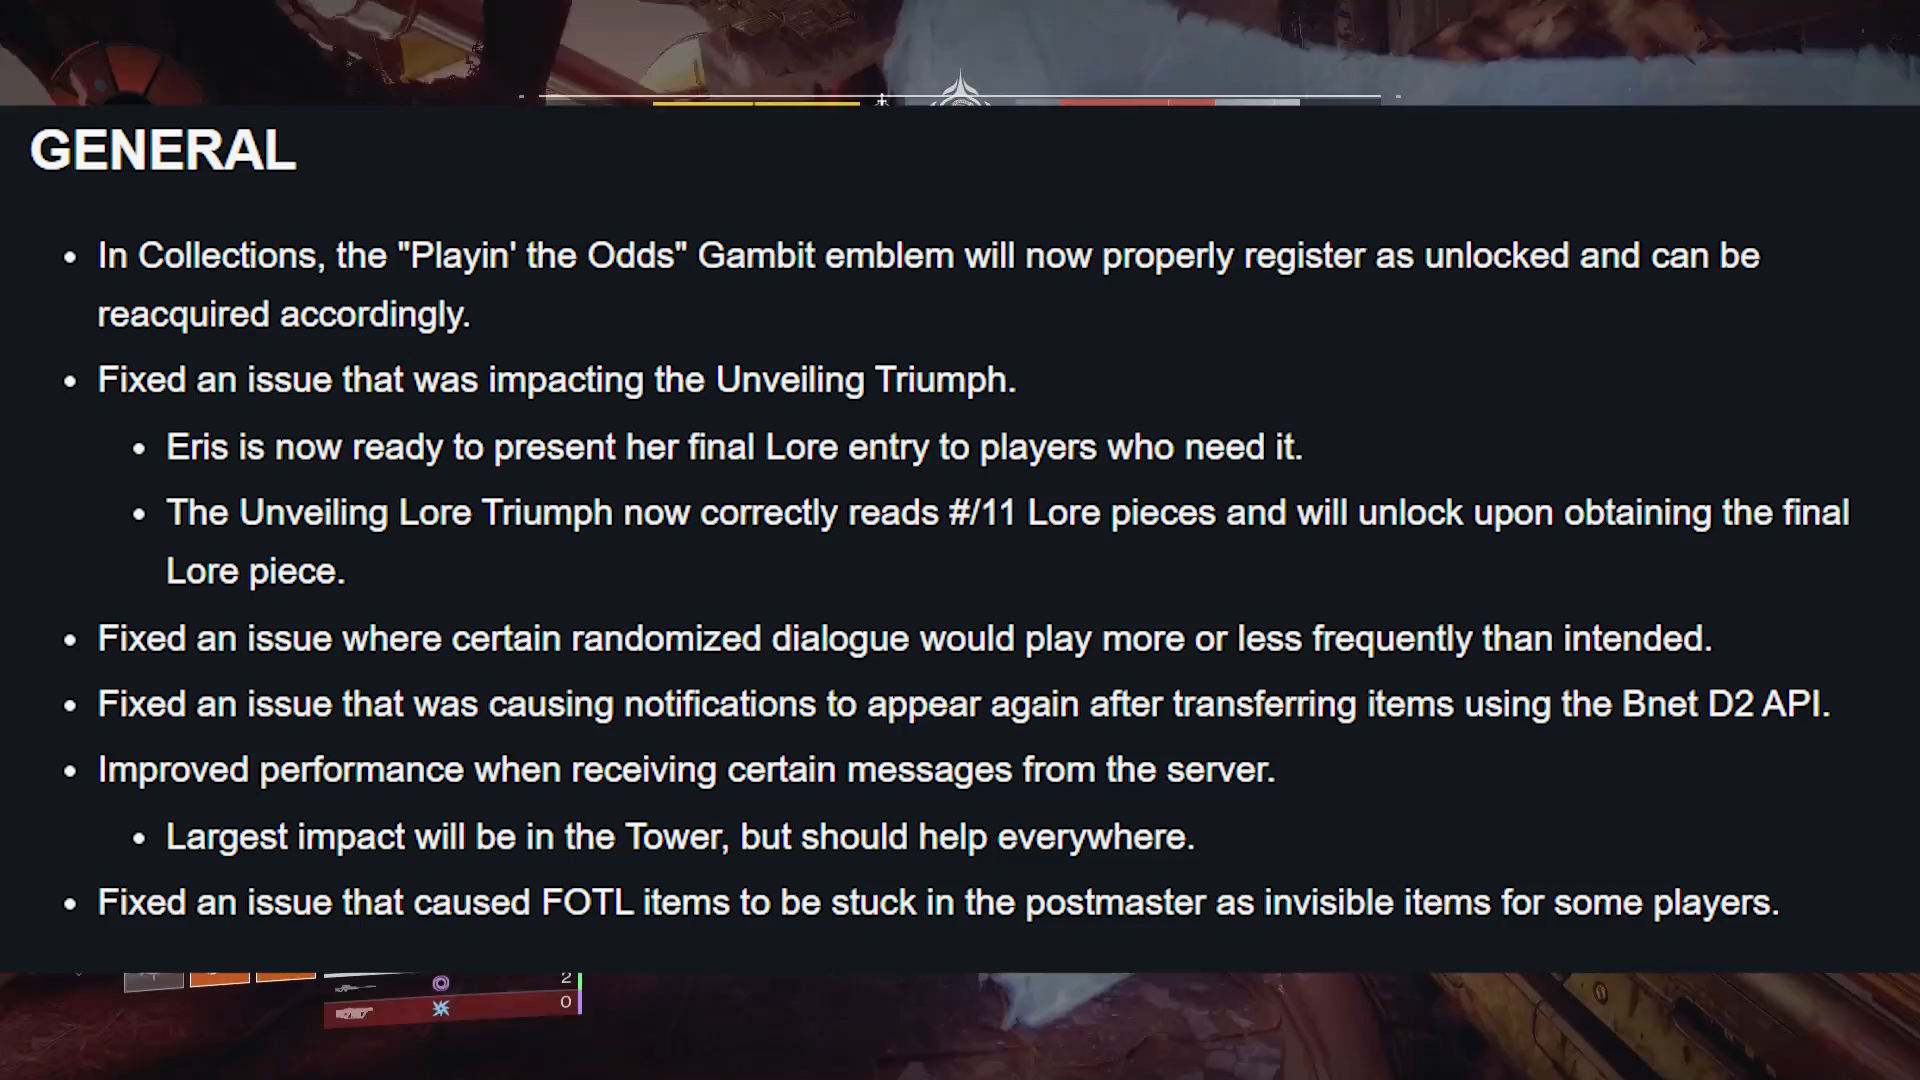 GENERAL
In Collections, the "Playin' the Odds" Gambit emblem will now properly register as unlocked and can be
reacquired accordingly.
Fixed an issue that was impacting the Unveiling Triumph.
Eris is now ready to present her final Lore entry to players who need it.
The Unveiling Lore Triumph now correctly reads #/11 Lore pieces and will unlock upon obtaining the final
Lore piece.
Fixed an issue where certain randomized dialogue would play more or less frequently than intended.
Fixed an issue that was causing notifications to appear again after transferring items using the Bnet D2 API.
Improved performance when receiving certain messages from the server.
Largest impact will be in the Tower, but should help everywhere.
Fixed an issue that caused FOTL items to be stuck in the postmaster as invisible items for some players.
2
0